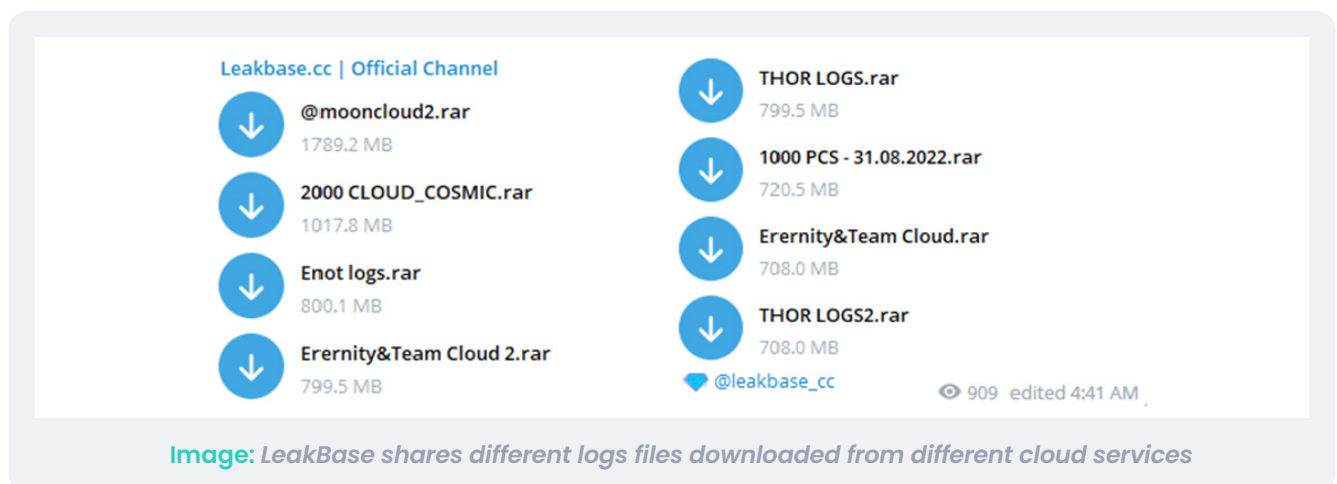 Leakbase.cc | Official Channel
@mooncloud2.rar
1789.2 MB
2000 CLOUD_COSMIC.rar
1017.8 MB
Enot logs.rar
800.1 MB
Erernity&Team Cloud 2.rar
799.5 MB
THOR LOGS.rar
799.5 MB
1000 PCS - 31.08.2022.rar
720.5 MB
Erernity&Team Cloud.rar
708.0 MB
THOR LOGS2.rar
708.0 MB
@leakbase_cc
909 edited 4:41 AM
Image: LeakBase shares different logs files downloaded from different cloud services